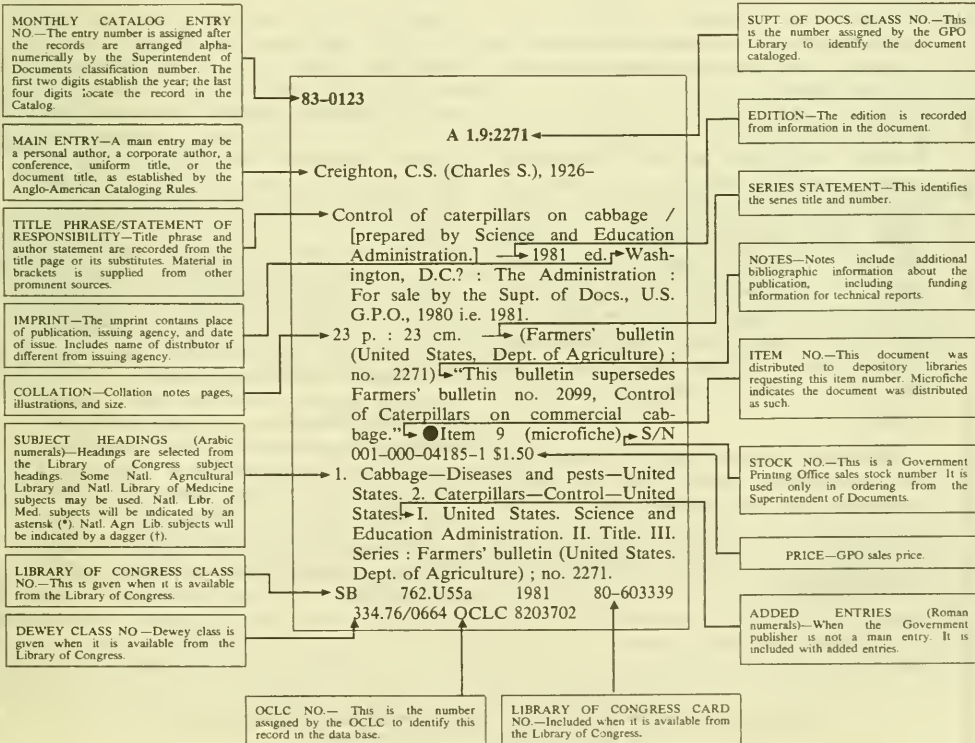 MONTHLY CATALOG ENTRY
NO.—The entry number is assigned after
the records are arranged alpha-
numerically by the Superintendent of
Documents classification number. The
first two digits establish the year; the last
four digits locate the record in the
Catalog.
MAIN ENTRY—A main entry may be
a personal author, a corporate author, a
conference, uniform title, or the
document title, as established by the
Anglo-American Cataloging Rules.
TITLE PHRASE/STATEMENT OF
RESPONSIBILITY—Title phrase and
author statement are recorded from the
title page or its substitutes. Material in
brackets is supplied from other
prominent sources.
IMPRINT—The imprint contains place
of publication, issuing agency, and date
of issue. Includes name of distributor if
different from issuing agency.
COLLATION—Collation notes pages,
illustrations, and size.
SUBJECT HEADINGS (Arabic
numerals)—Headings are selected from
the Library of Congress subject
headings. Some Natl. Agricultural
Library and Natl. Library of Medicine
subjects may be used. Natl. Libr. of
Med. subjects will be indicated by an
asterisk (*). Natl. Agri Lib. subjects will
be indicated by a dagger (†).
LIBRARY OF CONGRESS CLASS
NO.—This is given when it is available
from the Library of Congress.
DEWEY CLASS NO—Dewey class is
given when it is available from the
Library of Congress.
83-0123
A 1.9:2271
Creighton, C.S. (Charles S.), 1926–
Control of caterpillars on cabbage /
[prepared by Science and Education
Administration.] 1981 ed. Wash-
ington, D.C.? : The Administration :
For sale by the Supt. of Docs., U.S.
G.P.O., 1980 i.e. 1981.
23 p. : 23 cm. (Farmers' bulletin
(United States, Dept. of Agriculture) ;
no. 2271) "This bulletin supersedes
Farmers' bulletin no. 2099, Control
of Caterpillars on commercial cab-
bage." ●Item 9 (microfiche) S/N
001-000-04185-1 $1.50
1. Cabbage—Diseases and pests—United
States. 2. Caterpillars—Control—United
States. I. United States. Science and
Education Administration. II. Title. III.
Series : Farmers' bulletin (United States.
Dept. of Agriculture) ; no. 2271.
SB 762.U55a 1981 80-603339
334.76/0664 OCLC 8203702
SUPT. OF DOCS. CLASS NO.—This
is the number assigned by the GPO
Library to identify the document
cataloged.
EDITION—The edition is recorded
from information in the document.
SERIES STATEMENT—This identifies
the series title and number.
NOTES—Notes include additional
bibliographic information about the
publication, including funding
information for technical reports.
ITEM NO.—This document was
distributed to depository libraries
requesting this item number. Microfiche
indicates the document was distributed
as such.
STOCK NO.—This is a Government
Printing Office sales stock number It is
used only in ordering from the
Superintendent of Documents.
PRICE—GPO sales price.
ADDED ENTRIES (Roman
numerals)—When the Government
publisher is not a main entry. It is
included with added entries.
OCLC NO.— This is the number
assigned by the OCLC to identify this
record in the data base.
LIBRARY OF CONGRESS CARD
NO.—Included when it is available from
the Library of Congress.